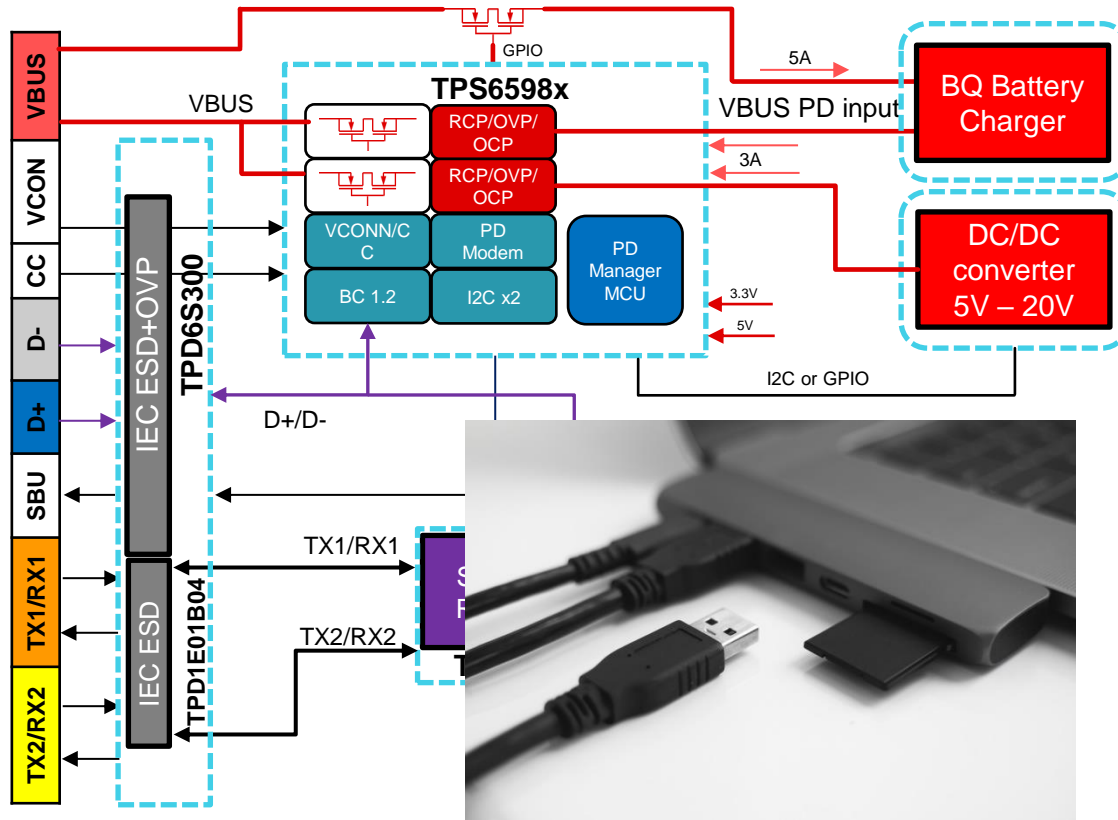 VBUS
VCON
CC
D-
D+
SBU
TX1/RX1
TX2/RX2
IEC ESD+OVP
IEC ESD
TPD6S300
TPD1E01B04
VBUS
GPIO
TPS6598x
RCP/OVP/
OCP
RCP/OVP/
OCP
VCONN/C
C
PD
Modem
BC 1.2
I2C x2
PD
Manager
MCU
5A
VBUS PD input
3A
3.3V
5V
BQ Battery
Charger
DC/DC
converter
5V – 20V
I2C or GPIO
D+/D-
TX1/RX1
TX2/RX2